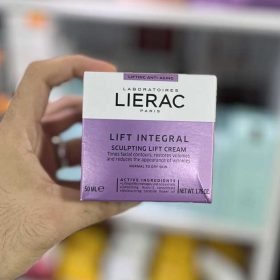 LIFTING ANTI-AGING
LABORATOIRES
LIERAC
PARIS
LIFT INTEGRAL
SCULPTING LIFT CREAM
Tones facial contours, restores volumes
and reduces the appearance of wrinkles
NORMAL TO DRY SKIN
ACTIVE INGREDIENTS
50 ML e
NET WT. 1.76 OZ.